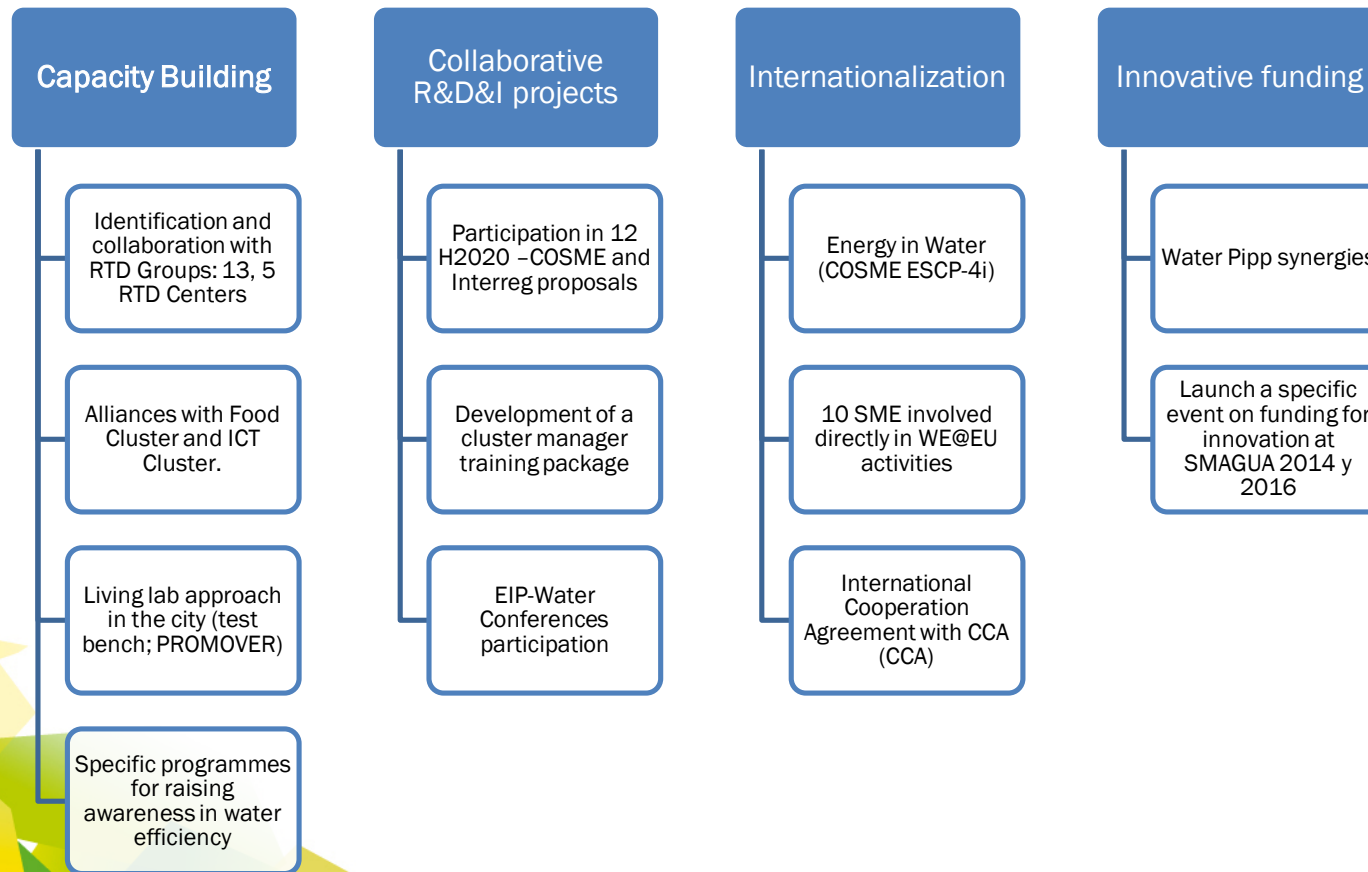 Capacity Building
Identification and
collaboration with
RTD Groups: 13, 5
RTD Centers
Alliances with Food
Cluster and ICT
Cluster.
Living lab approach
in the city (test
bench; PROMOVER)
Specific programmes
for raising
awareness in water
efficiency
Collaborative
R&D&I projects
Participation in 12
H2020 –COSME and
Interreg proposals
Development of a
cluster manager
training package
EIP-Water
Conferences
participation
Internationalization
Energy in Water
(COSME ESCP-4i)
10 SME involved
directly in WE@EU
activities
International
Cooperation
Agreement with CCA
(CCA)
Innovative funding
Water Pipp synergies
Launch a specific
event on funding for
innovation at
SMAGUA 2014 y
2016